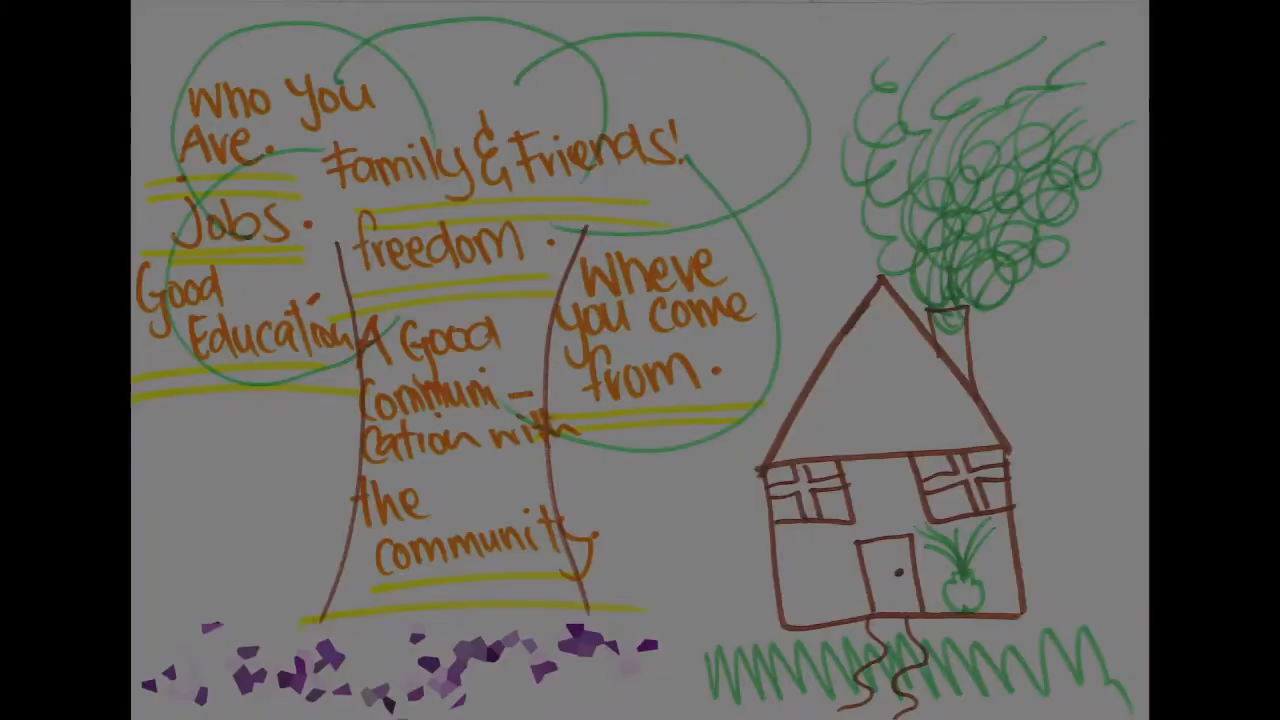 Who You
Are.
Family & Friends!
Jobs.
freedom.
Good
Education.
Where
you come
from.
A Good
communi-
cation with
the
community.